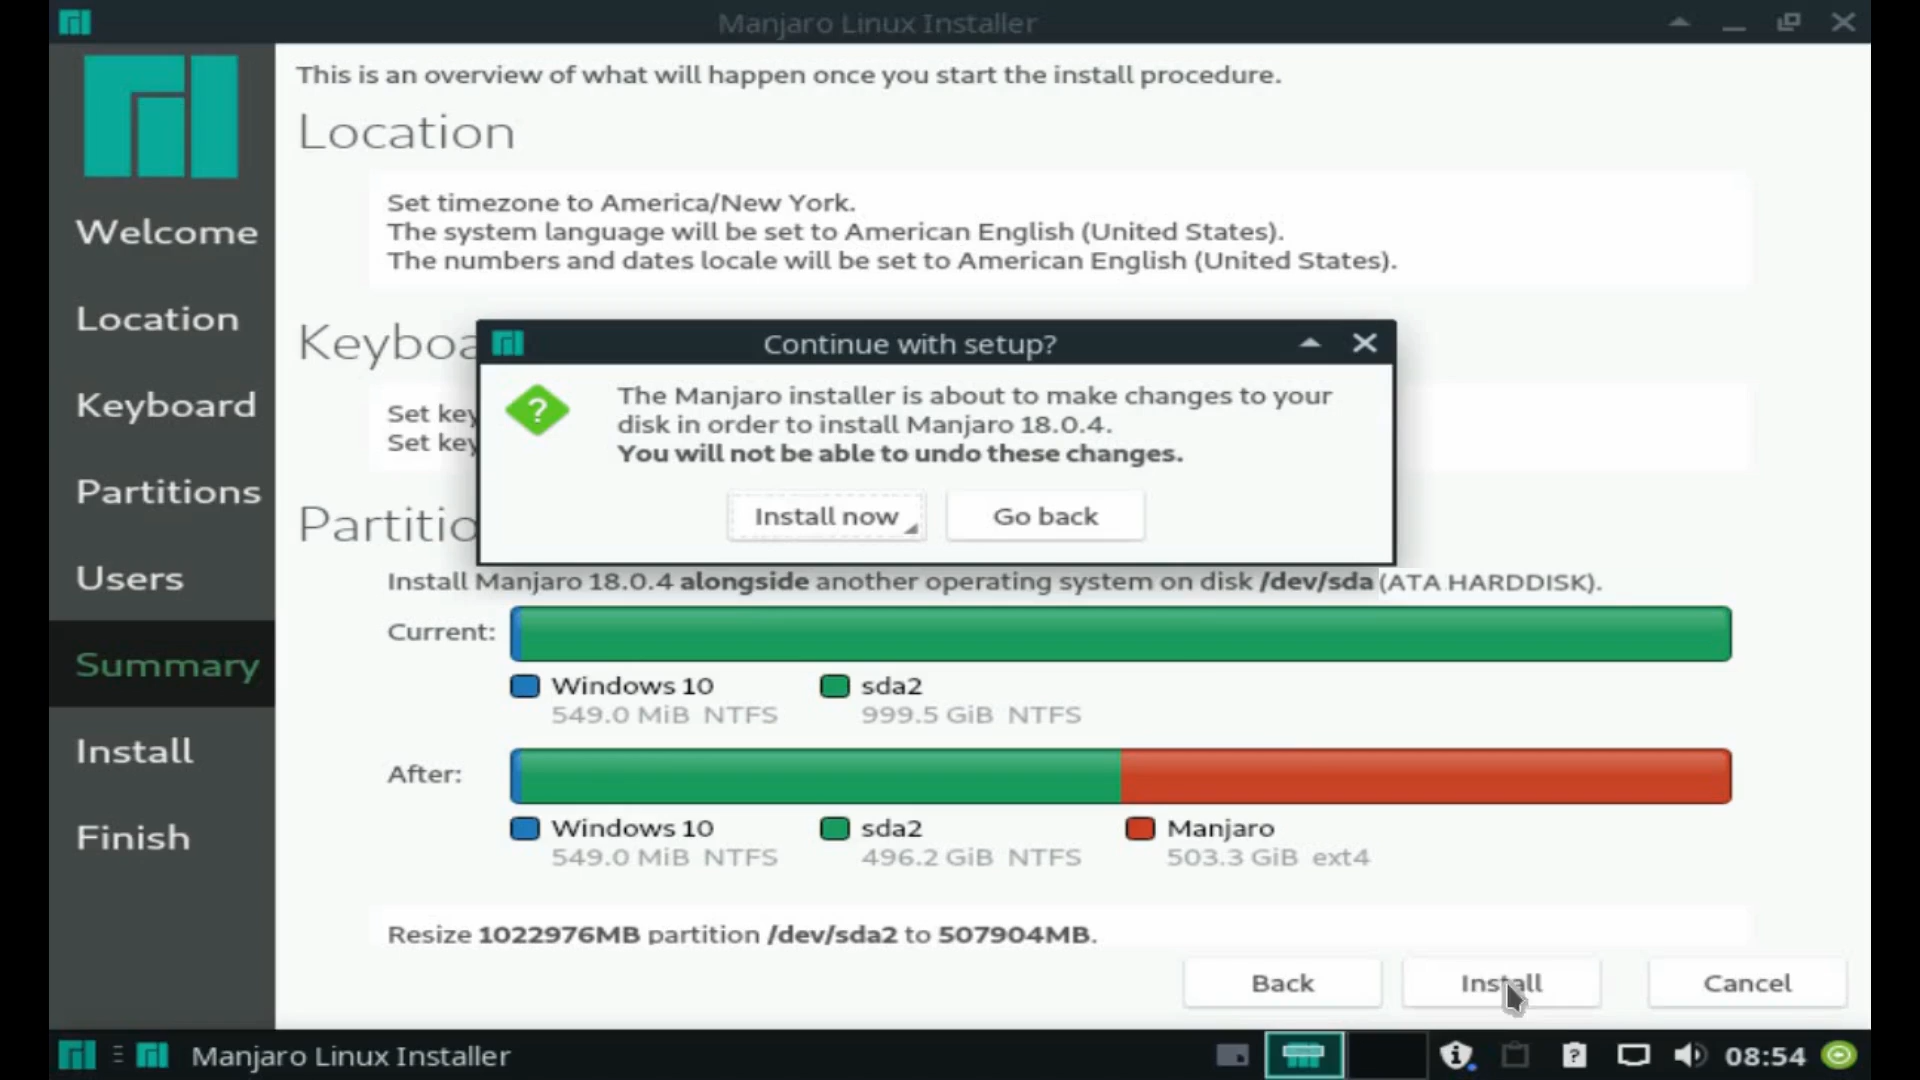 Manjaro Linux Installer
This is an overview of what will happen once you start the install procedure.
Location
Set timezone to America/New York.
The system language will be set to American English (United States).
The numbers and dates locale will be set to American English (United States).
Welcome
Location
Keyboard
Partitions
Users
Summary
Install
Finish
Keyboa
Set key
Set key
Continue with setup?
?
The Manjaro installer is about to make changes to your
disk in order to install Manjaro 18.0.4.
You will not be able to undo these changes.
Install now
Go back
Partitio
Install Manjaro 18.0.4 alongside another operating system on disk /dev/sda (ATA HARDDISK).
Current:
Windows 10
549.0 MiB NTFS
sda2
999.5 GiB NTFS
After:
Windows 10
549.0 MiB NTFS
sda2
496.2 GiB NTFS
Manjaro
503.3 GiB ext4
Resize 1022976MB partition /dev/sda2 to 507904MB.
Back
Install
Cancel
Manjaro Linux Installer
?
08:54